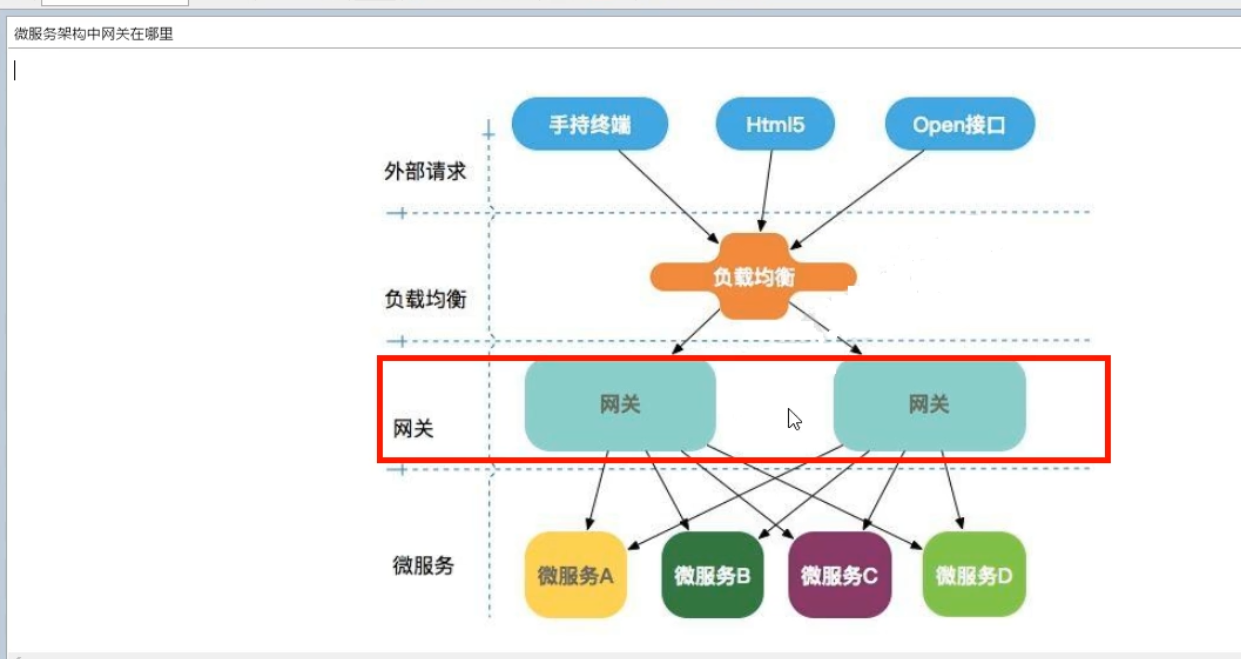 微服务架构中网关在哪里
手持终端
Html5
Open接口
外部请求
负载均衡
负载均衡
网关
网关
网关
微服务
微服务A
微服务B
微服务C
微服务D